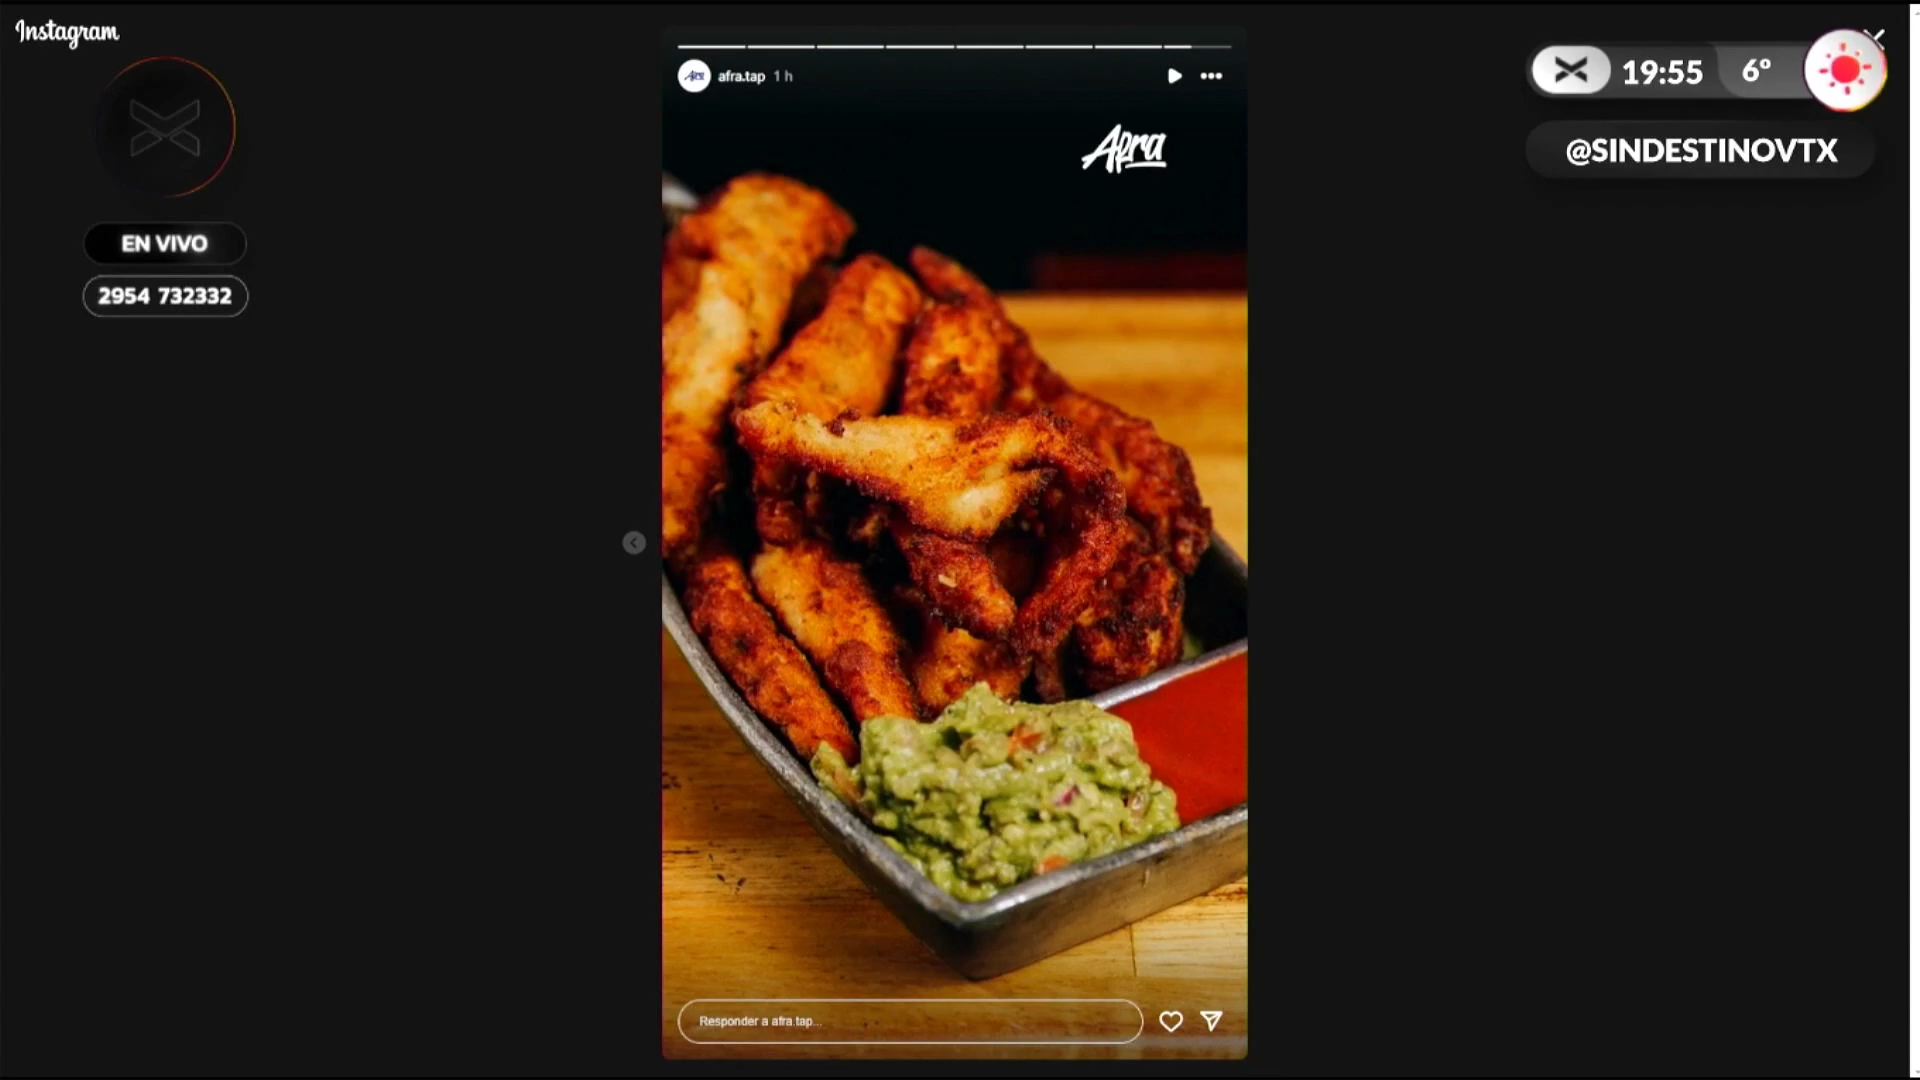 Instagram
afra.tap 1 h
Afra
EN VIVO
2954 732332
19:55 6°
@SINDESTINOVTX
Responder a afra.tap...